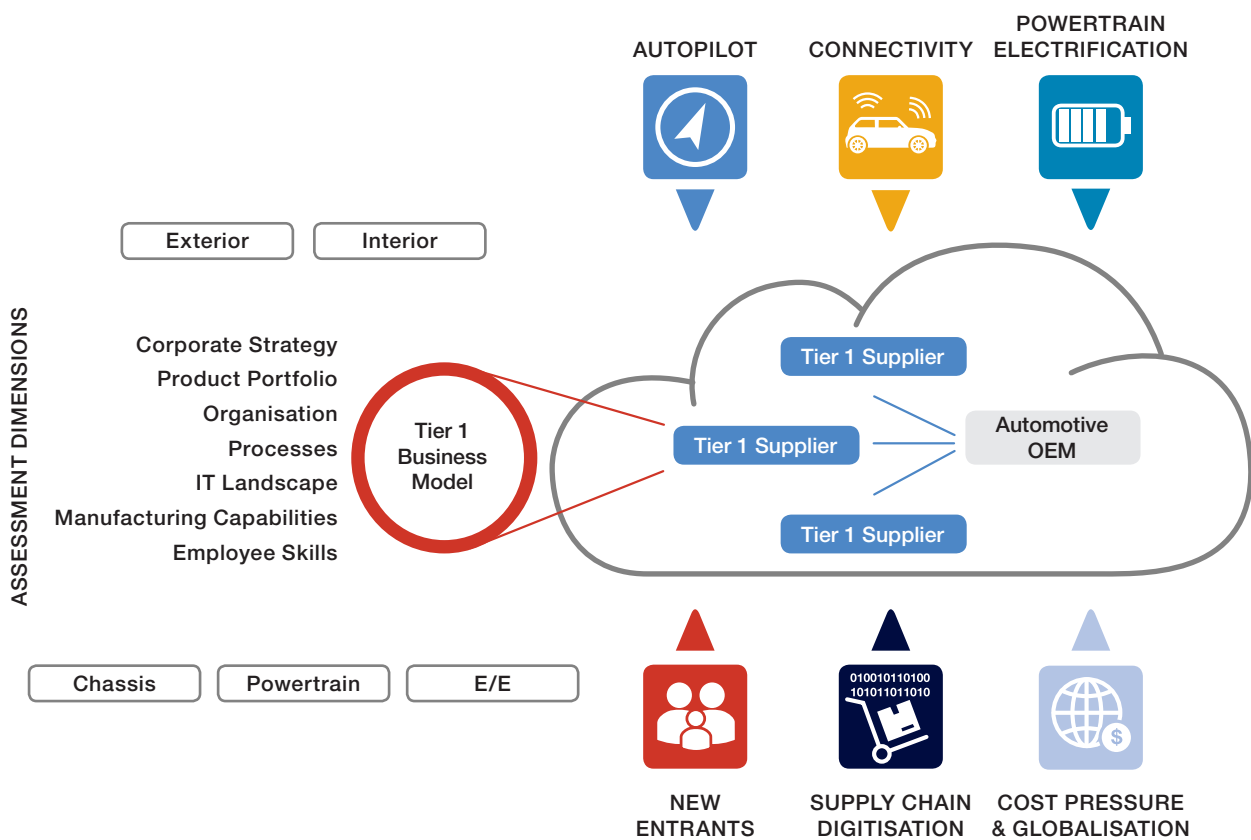 AUTOPILOT
CONNECTIVITY
POWERTRAIN
ELECTRIFICATION
Exterior
Interior
ASSESSMENT DIMENSIONS
Corporate Strategy
Product Portfolio
Organisation
Processes
IT Landscape
Manufacturing Capabilities
Employee Skills
Tier 1
Business
Model
Tier 1 Supplier
Tier 1 Supplier
Tier 1 Supplier
Automotive
OEM
Chassis
Powertrain
E/E
010010110100
101011011010
$
NEW
ENTRANTS
SUPPLY CHAIN
DIGITISATION
COST PRESSURE
& GLOBALISATION